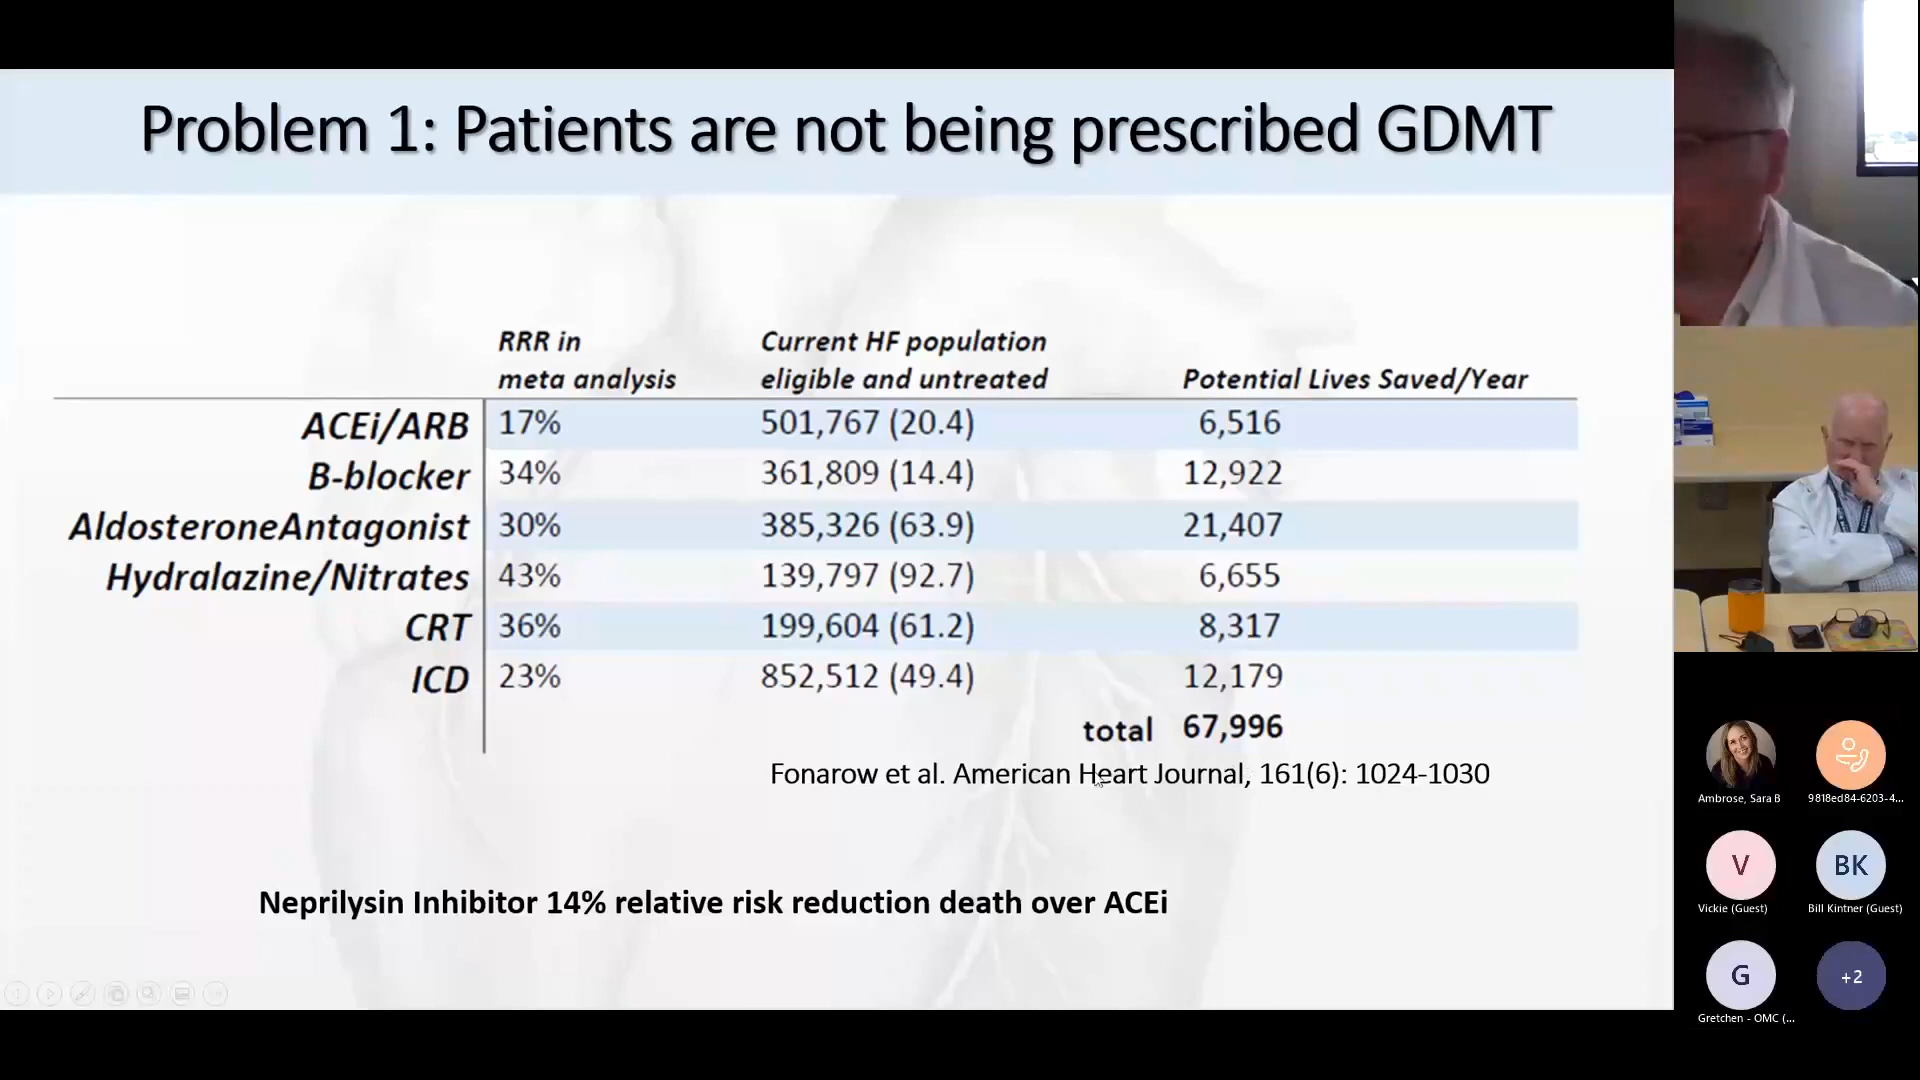 Problem 1: Patients are not being prescribed GDMT
RRR in meta analysis
Current HF population eligible and untreated
Potential Lives Saved/Year
ACEi/ARB 17% 501,767 (20.4) 6,516
B-blocker 34% 361,809 (14.4) 12,922
AldosteroneAntagonist 30% 385,326 (63.9) 21,407
Hydralazine/Nitrates 43% 139,797 (92.7) 6,655
CRT 36% 199,604 (61.2) 8,317
ICD 23% 852,512 (49.4) 12,179
total 67,996
Fonarow et al. American Heart Journal, 161(6): 1024-1030
Neprilysin Inhibitor 14% relative risk reduction death over ACEi
Ambrose, Sara B
9818ed84-6203-4...
V
BK
Vickie (Guest)
Bill Kintner (Guest)
G
+2
Gretchen - OMC (...